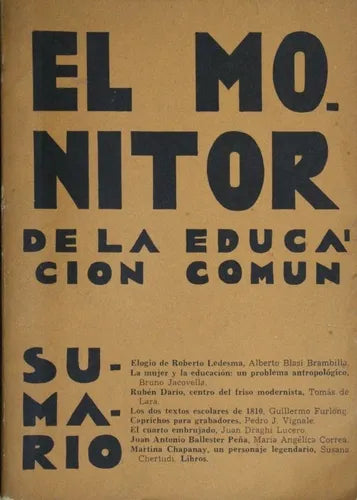 EL MO-
NITOR
DE LA EDUCA-
CION COMUN
SU-
MA-
RIO
Elogio de Roberto Ledesma, Alberto Blasi Brambilla.
La mujer y la educación: un problema antropológico,
Bruno Jacovella.
Rubén Darío, centro del friso modernista, Tomás de
Lara.
Los dos textos escolares de 1810, Guillermo Furlong.
Caprichos para grabadores, Pedro J. Vignale.
El cuarto embrujado, Juan Draghi Lucero.
Juan Antonio Ballester Peña, María Angélica Correa.
Martina Chapanay, un personaje legendario, Susana
Chertudi. Libros.